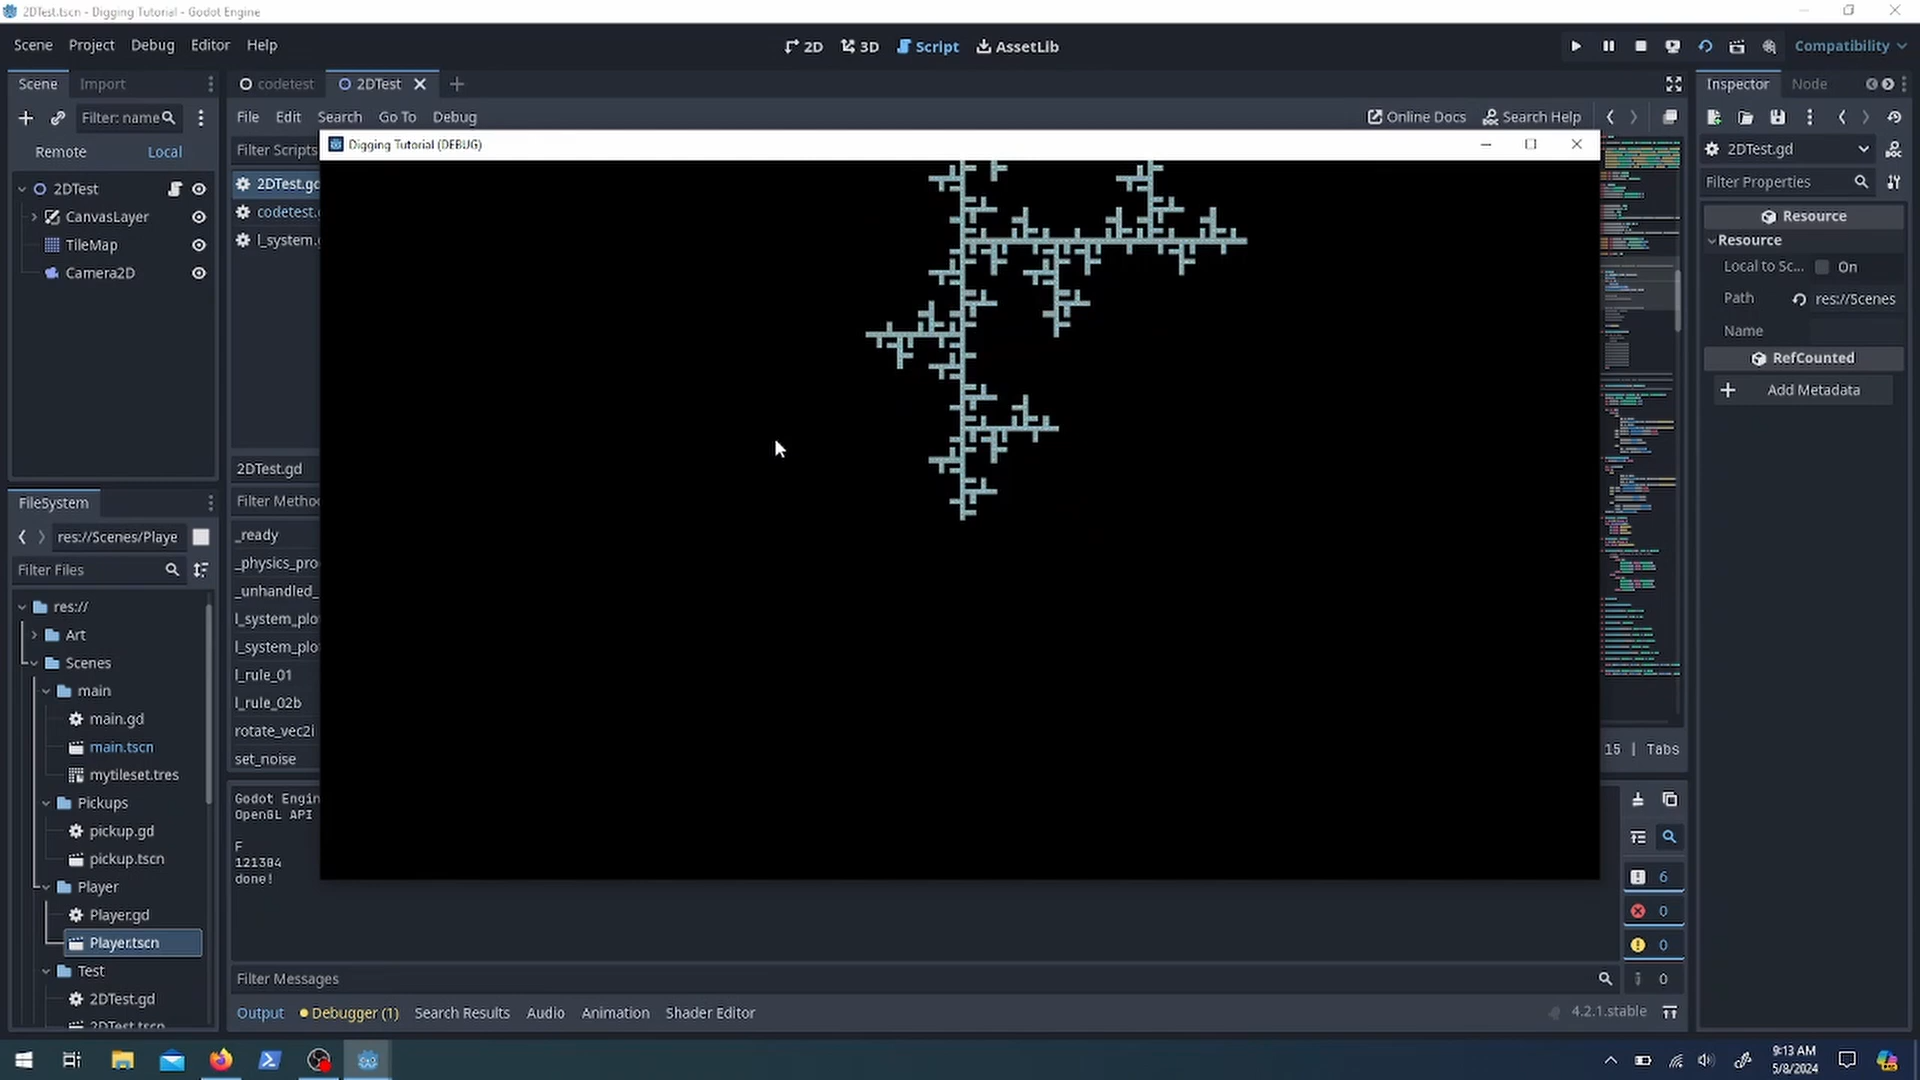 2DTest.tscn - Digging Tutorial - Godot Engine
Scene Project Debug Editor Help
2D 3D Script AssetLib
Compatibility
Scene Import
codetest 2DTest
Inspector Node
Filter: name
File Edit Search Go To Debug
Online Docs Search Help
Remote Local
Filter Scripts
Digging Tutorial (DEBUG)
2DTest.gd
Filter Properties
2DTest
CanvasLayer
TileMap
Camera2D
2DTest.gd
codetest.
l_system.
Resource
Resource
Local to Sc... On
Path res://Scenes
Name
RefCounted
Add Metadata
2DTest.gd
Filter Metho
_ready
_physics_pro
_unhandled_
l_system_plo
l_system_plo
l_rule_01
l_rule_02b
rotate_vec2i
set_noise
15 | Tabs
FileSystem
res://Scenes/Playe
Filter Files
res://
Art
Scenes
main
main.gd
main.tscn
mytileset.tres
Pickups
pickup.gd
pickup.tscn
Player
Player.gd
Player.tscn
Test
2DTest.gd
2DTest.tscn
Godot Engin
OpenGL API
F
121304
done!
6
0
0
0
Filter Messages
Output Debugger (1) Search Results Audio Animation Shader Editor
4.2.1.stable
9:13 AM
5/8/2024